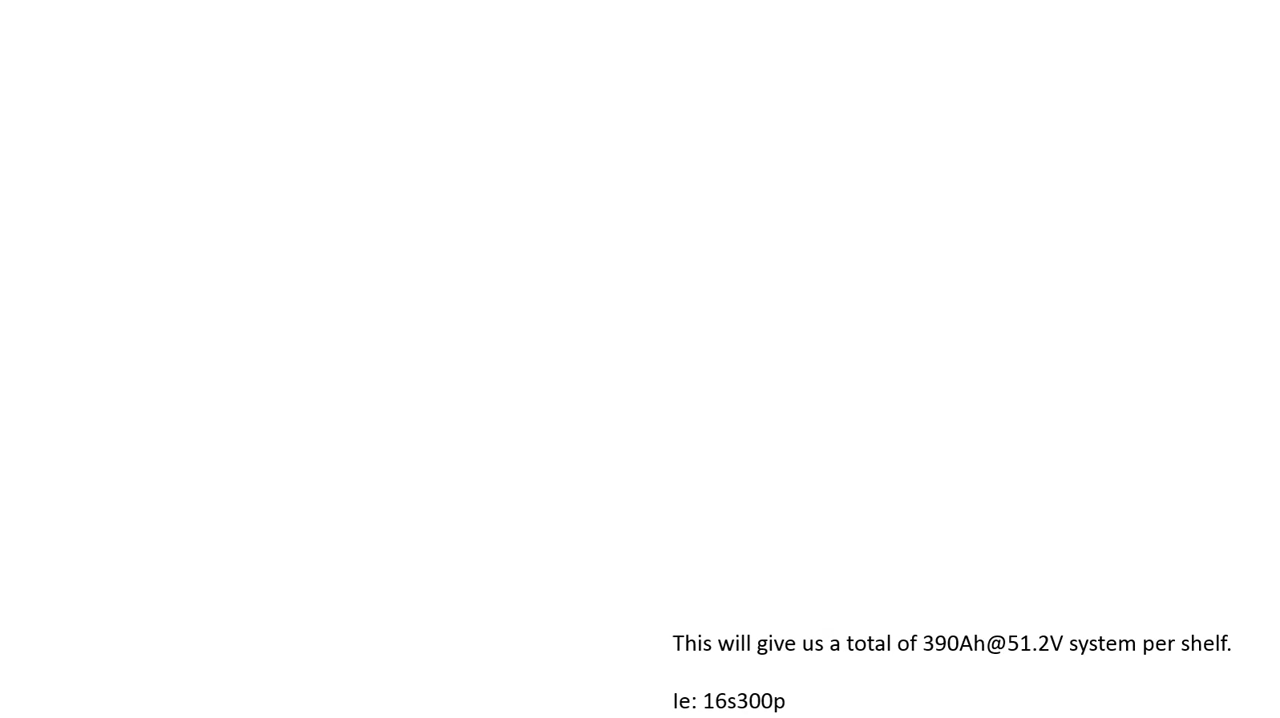 This will give us a total of 390Ah@51.2V system per shelf.
Ie: 16s300p